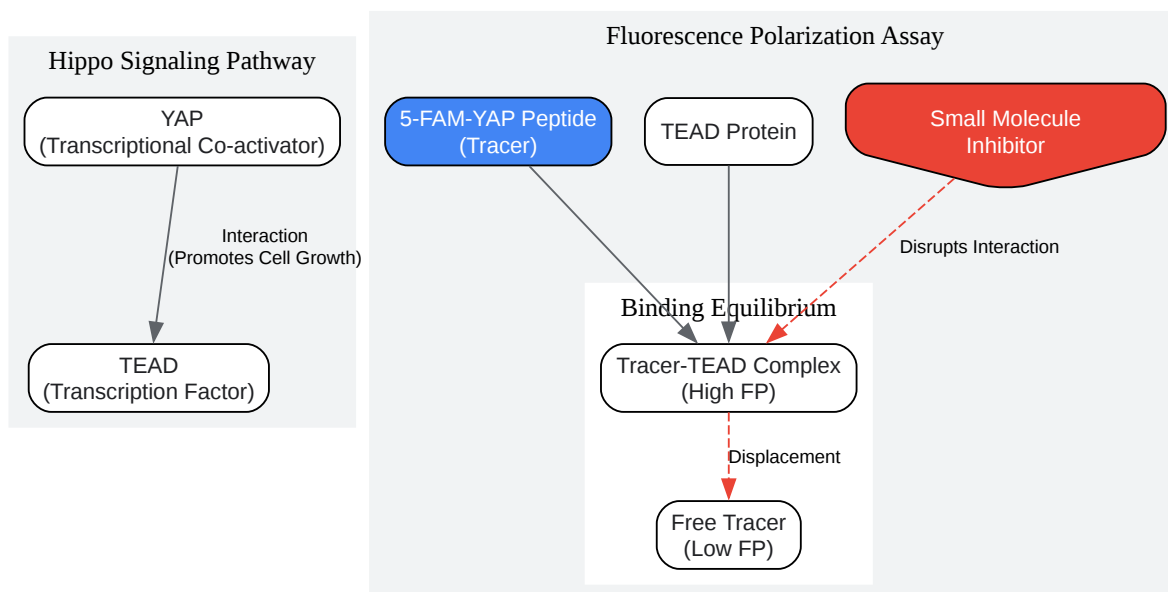 Hippo Signaling Pathway
YAP
(Transcriptional Co-activator)
Interaction
(Promotes Cell Growth)
TEAD
(Transcription Factor)
Fluorescence Polarization Assay
5-FAM-YAP Peptide
(Tracer)
TEAD Protein
Small Molecule
Inhibitor
Disrupts Interaction
Binding Equilibrium
Tracer-TEAD Complex
(High FP)
Displacement
Free Tracer
(Low FP)